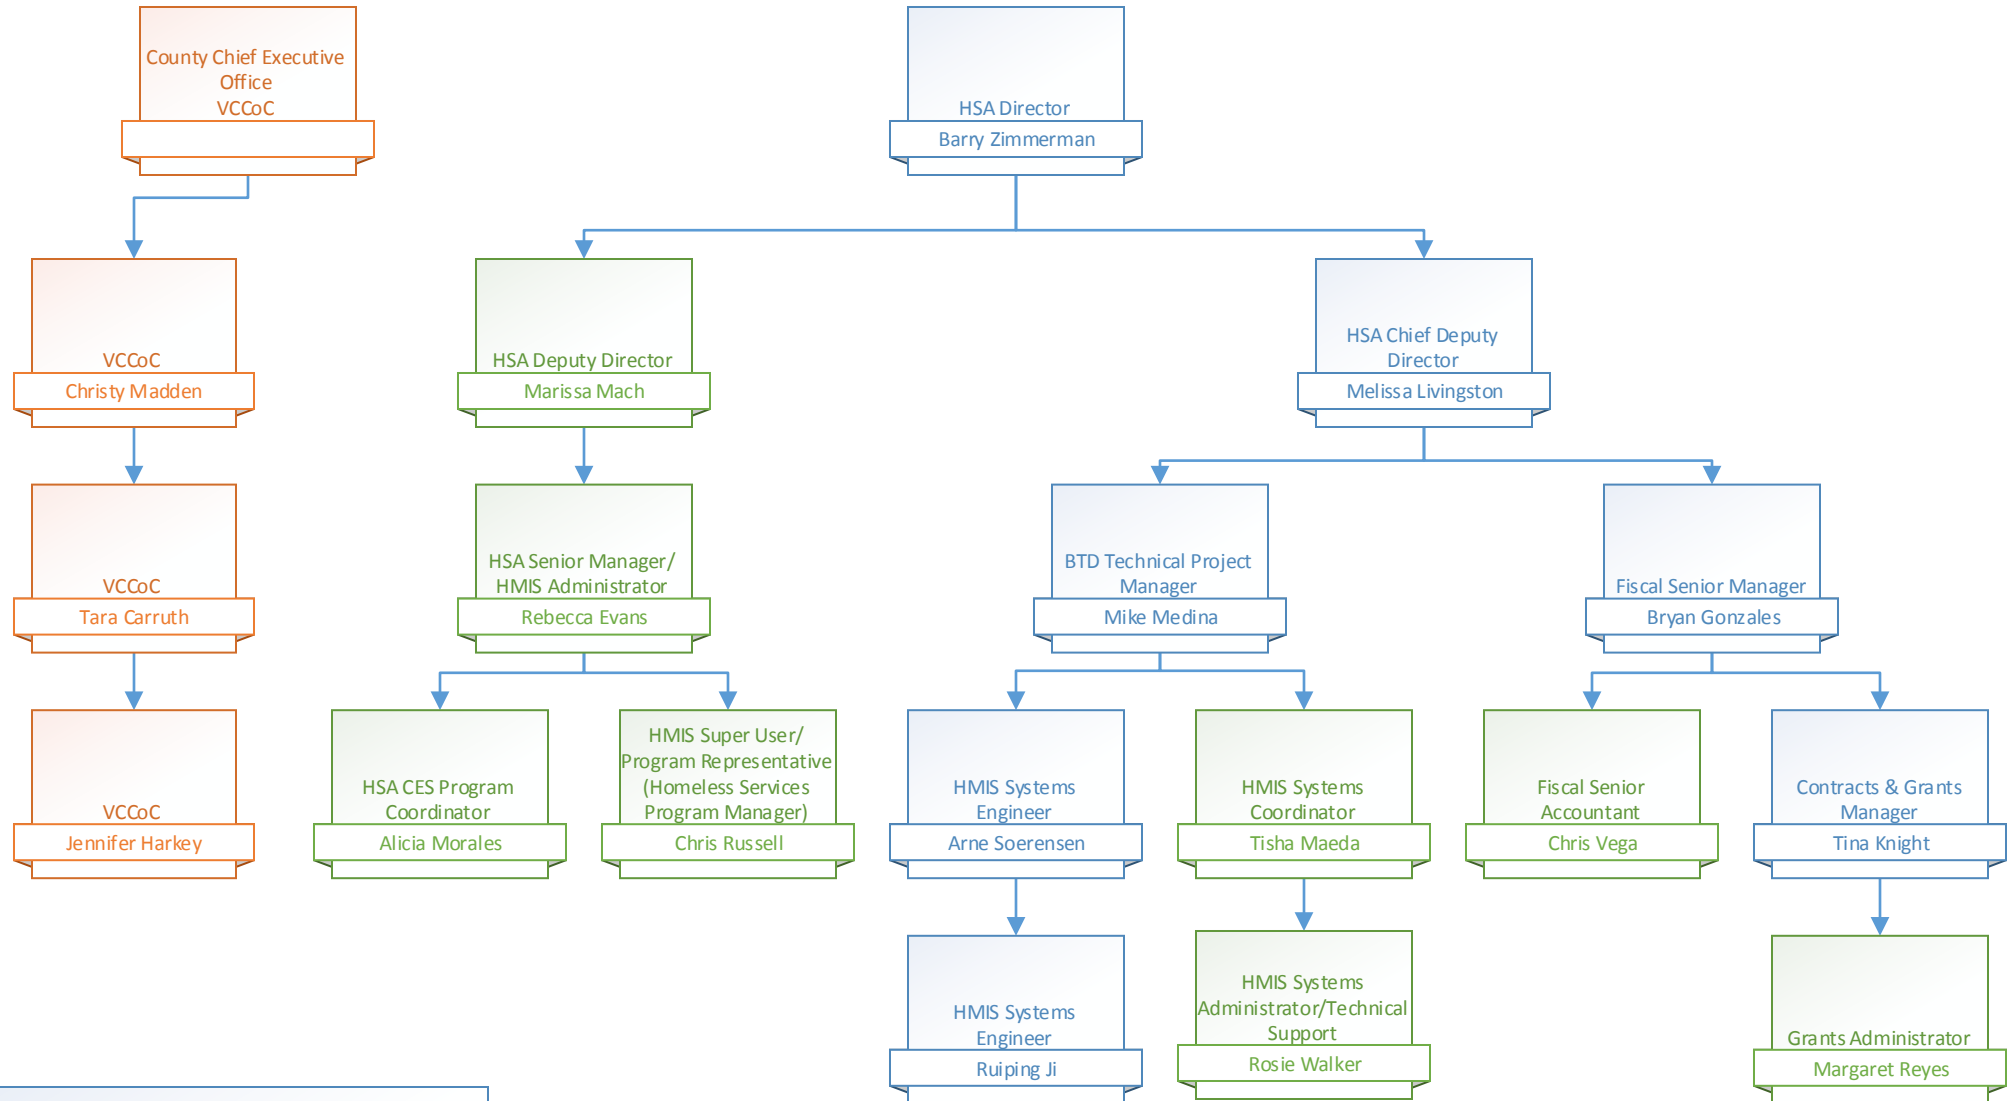 County Chief Executive
Office
VCCoC
HSA Director
Barry Zimmerman
VCCoC
Christy Madden
HSA Deputy Director
Marissa Mach
HSA Chief Deputy
Director
Melissa Livingston
VCCoC
Tara Carruth
HSA Senior Manager/
HMIS Administrator
Rebecca Evans
BTD Technical Project
Manager
Mike Medina
Fiscal Senior Manager
Bryan Gonzales
VCCoC
Jennifer Harkey
HSA CES Program
Coordinator
Alicia Morales
HMIS Super User/
Program Representative
(Homeless Services
Program Manager)
Chris Russell
HMIS Systems
Engineer
Arne Soerensen
HMIS Systems
Coordinator
Tisha Maeda
Fiscal Senior
Accountant
Chris Vega
Contracts & Grants
Manager
Tina Knight
HMIS Systems
Engineer
Ruiping Ji
HMIS Systems
Administrator/Technical
Support
Rosie Walker
Grants Administrator
Margaret Reyes